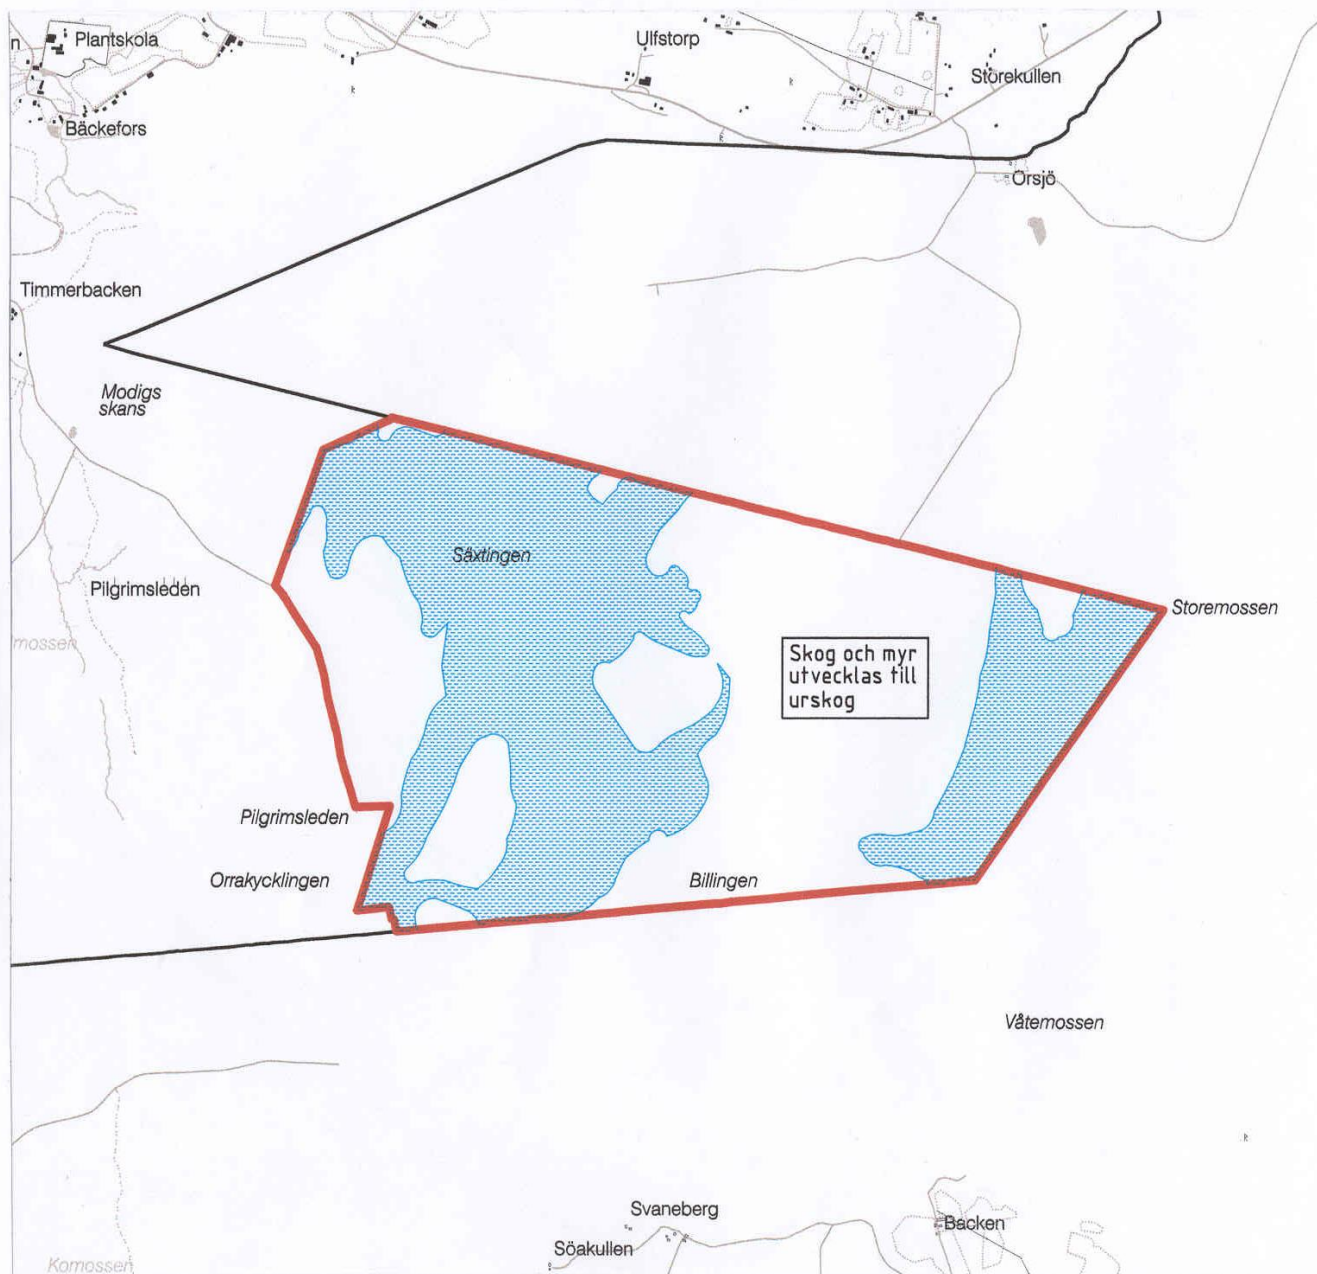 n
Plantskola
Ulfstorp
Storekullen
Bäckefors
Örsjö
Timmerbacken
Modigs
skans
Säxtingen
Pilgrimsleden
Storemossen
mossen
Skog och myr
utvecklas till
urskog
Pilgrimsleden
Orrakycklingen
Billingen
Våtemossen
Svaneberg
Backen
Söakullen
Komossen